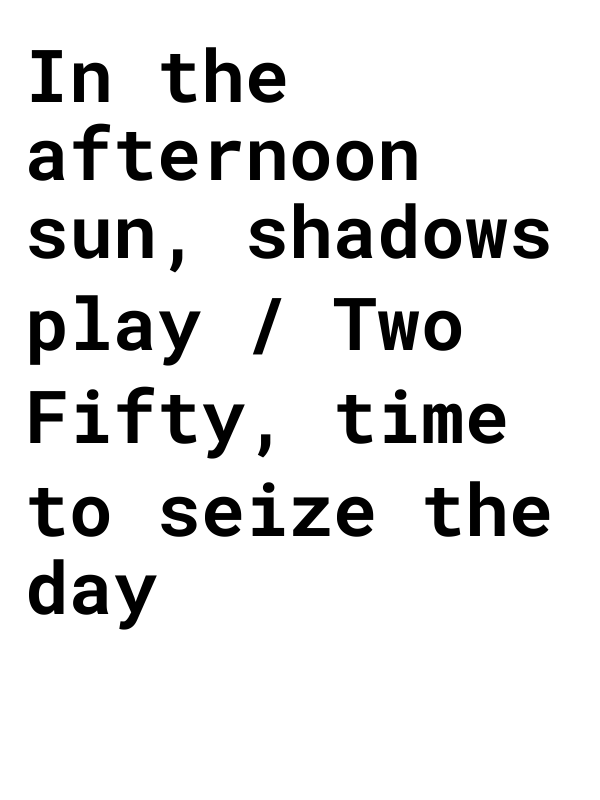 In the
afternoon
sun, shadows
play / Two
Fifty, time
to seize the
day